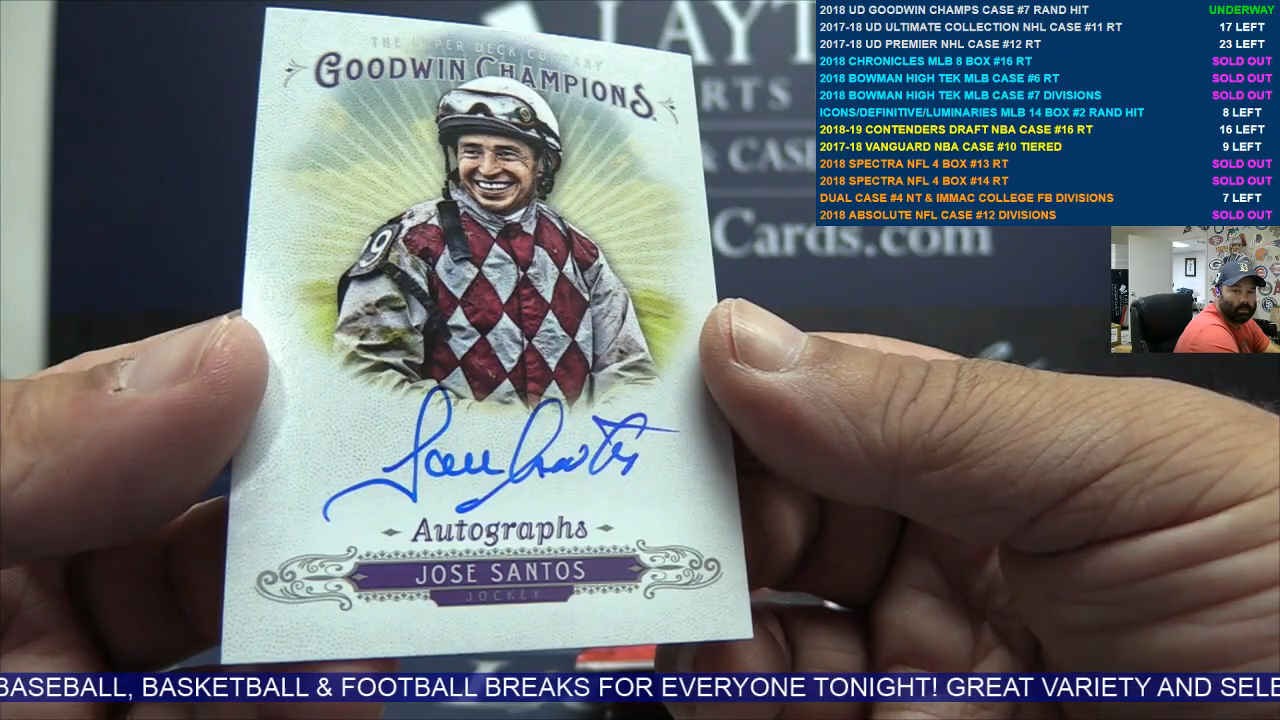 THE UPPER DECK COMPANY
GOODWIN CHAMPIONS
Autographs
JOSE SANTOS
JOCKEY
9
LAYT
RTS
& CASE
Cards.com
2018 UD GOODWIN CHAMPS CASE #7 RAND HIT UNDERWAY
2017-18 UD ULTIMATE COLLECTION NHL CASE #11 RT 17 LEFT
2017-18 UD PREMIER NHL CASE #12 RT 23 LEFT
2018 CHRONICLES MLB 8 BOX #16 RT SOLD OUT
2018 BOWMAN HIGH TEK MLB CASE #6 RT SOLD OUT
2018 BOWMAN HIGH TEK MLB CASE #7 DIVISIONS SOLD OUT
ICONS/DEFINITIVE/LUMINARIES MLB 14 BOX #2 RAND HIT 8 LEFT
2018-19 CONTENDERS DRAFT NBA CASE #16 RT 16 LEFT
2017-18 VANGUARD NBA CASE #10 TIERED 9 LEFT
2018 SPECTRA NFL 4 BOX #13 RT SOLD OUT
2018 SPECTRA NFL 4 BOX #14 RT SOLD OUT
DUAL CASE #4 NT & IMMAC COLLEGE FB DIVISIONS 7 LEFT
2018 ABSOLUTE NFL CASE #12 DIVISIONS SOLD OUT
BASEBALL, BASKETBALL & FOOTBALL BREAKS FOR EVERYONE TONIGHT! GREAT VARIETY AND SELE